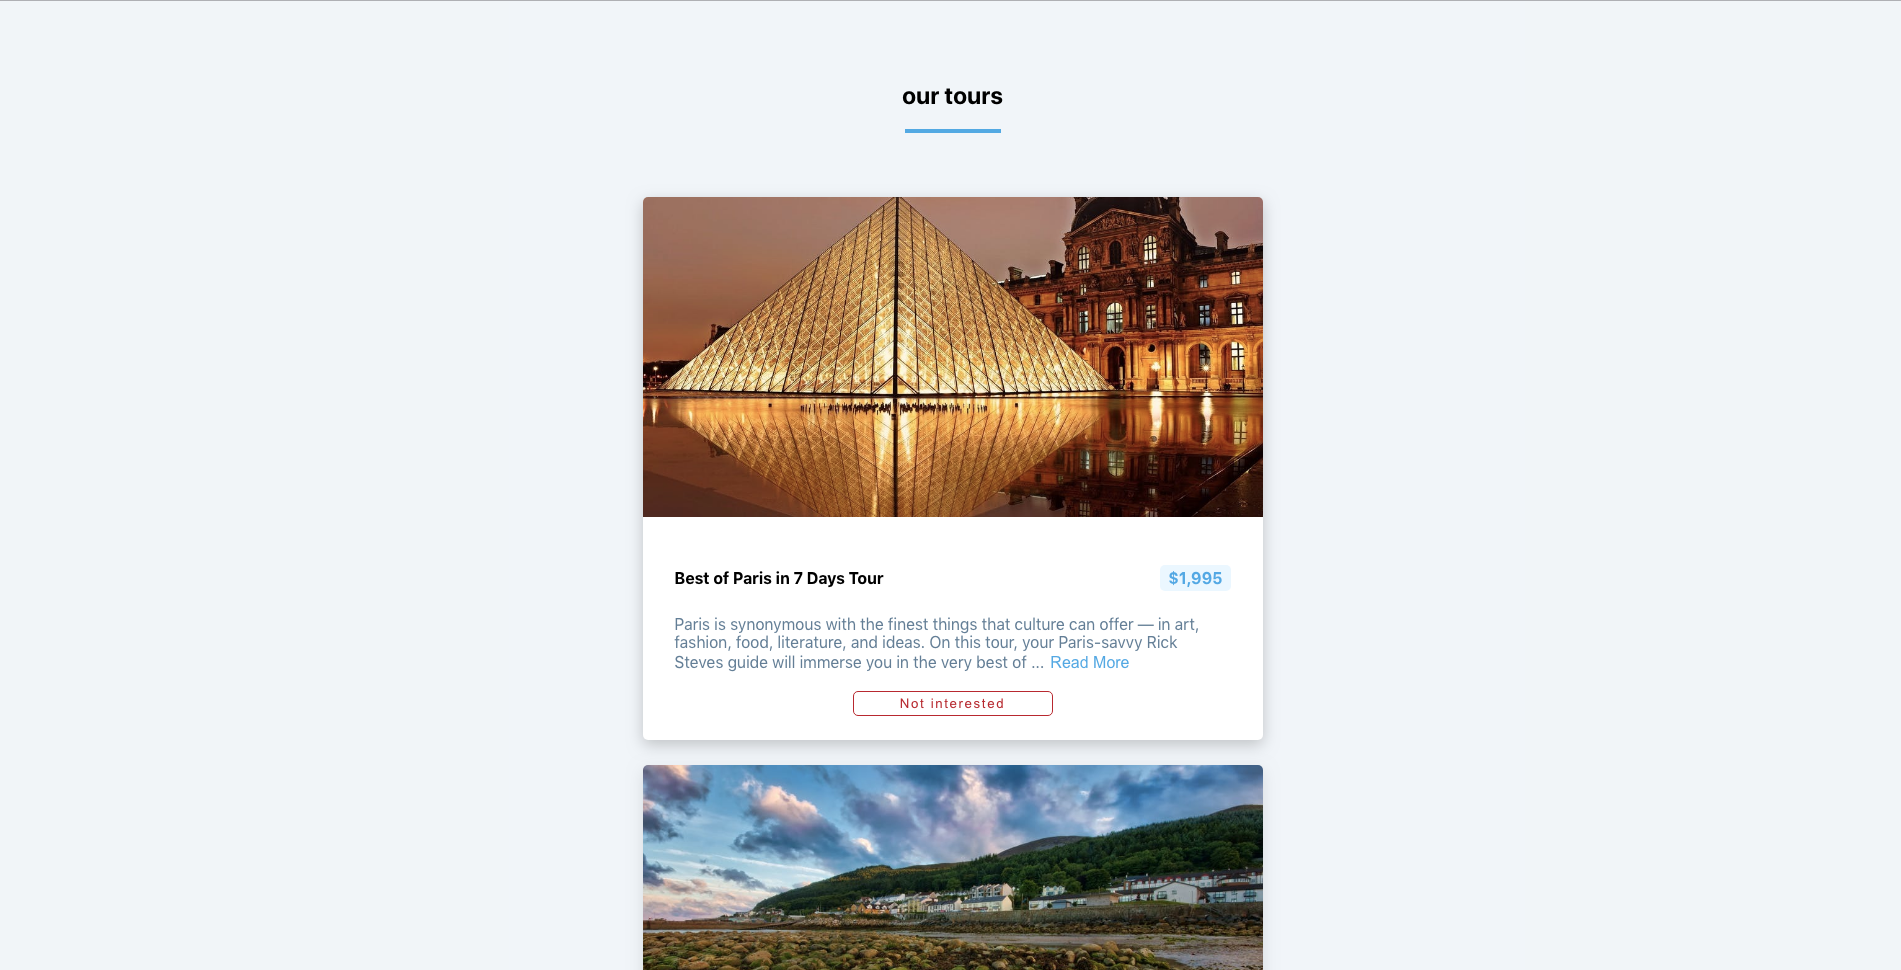 our tours
Best of Paris in 7 Days Tour
$1,995
Paris is synonymous with the finest things that culture can offer — in art,
fashion, food, literature, and ideas. On this tour, your Paris-savvy Rick
Steves guide will immerse you in the very best of ... Read More
Not interested